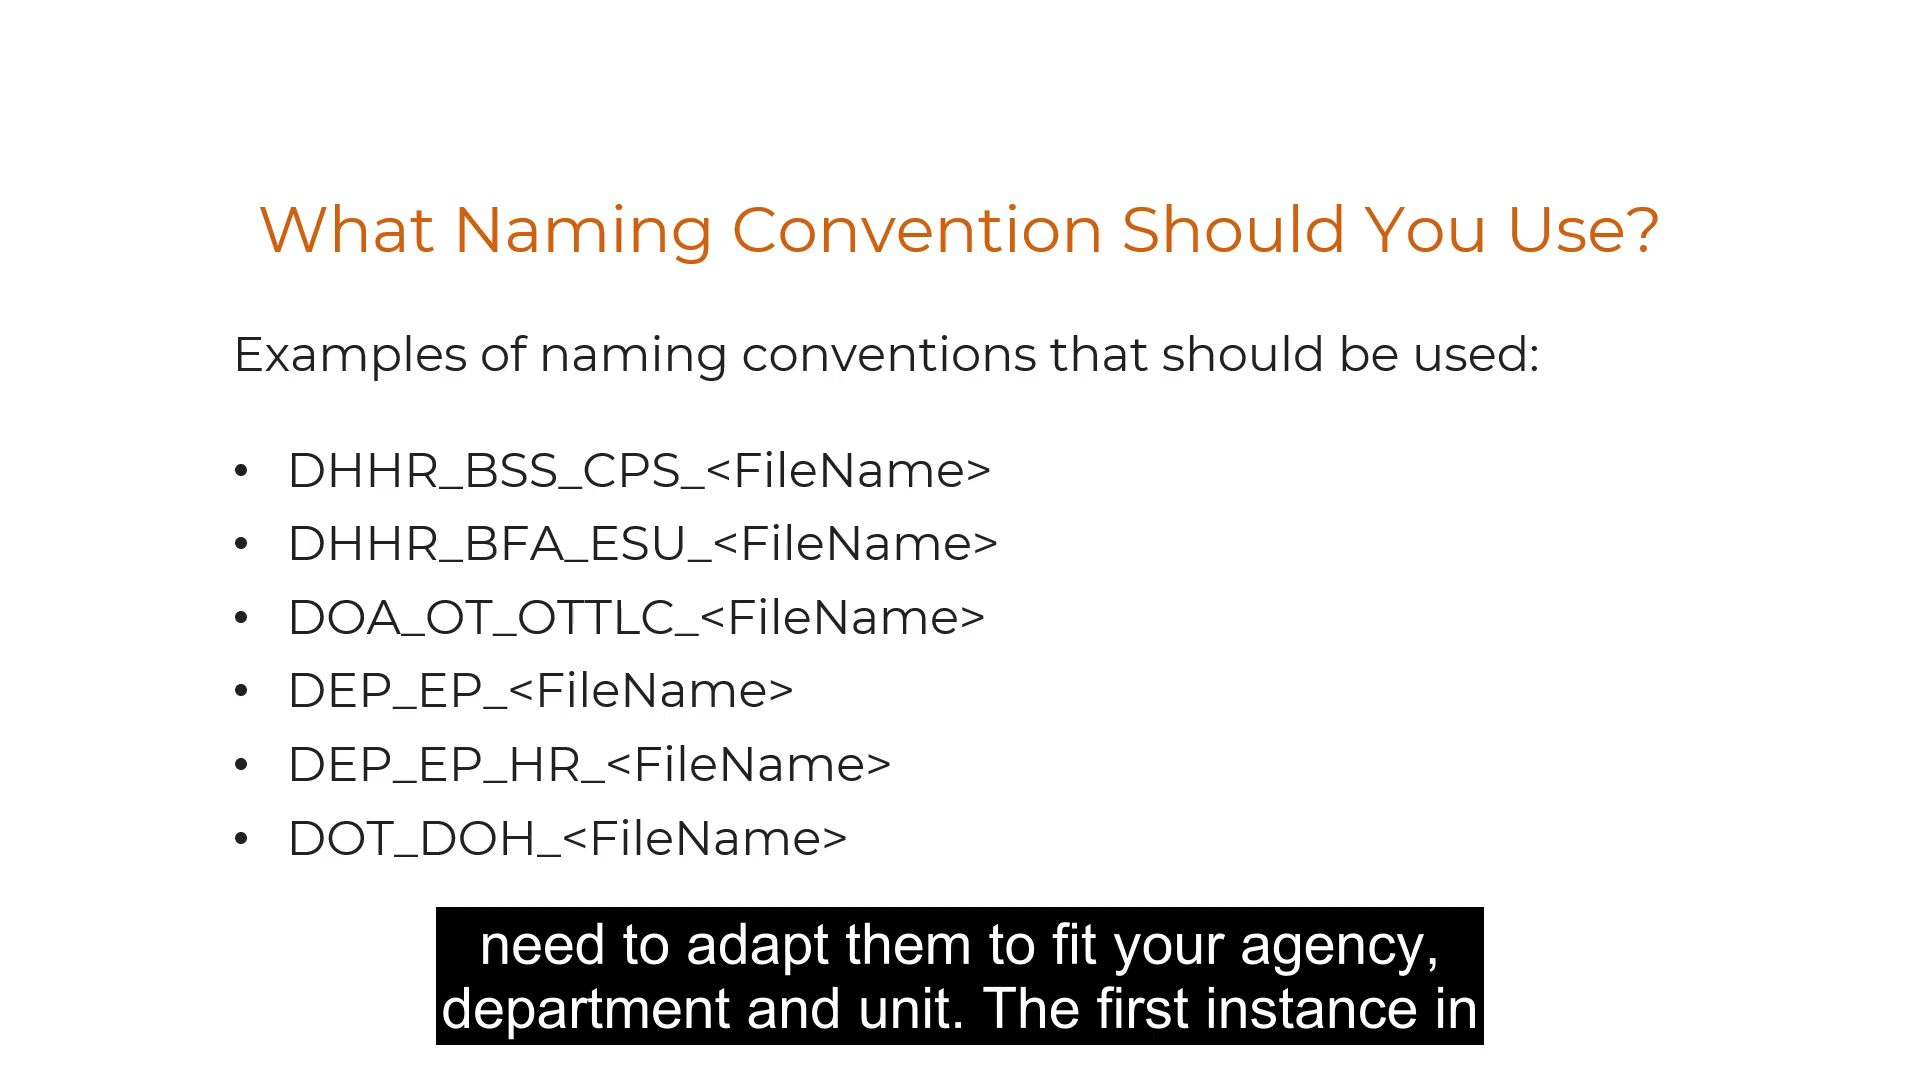 What Naming Convention Should You Use?
Examples of naming conventions that should be used:
• DHHR_BSS_CPS_<FileName>
• DHHR_BFA_ESU_<FileName>
• DOA_OT_OTTLC_<FileName>
• DEP_EP_<FileName>
• DEP_EP_HR_<FileName>
• DOT_DOH_<FileName>
need to adapt them to fit your agency,
department and unit. The first instance in